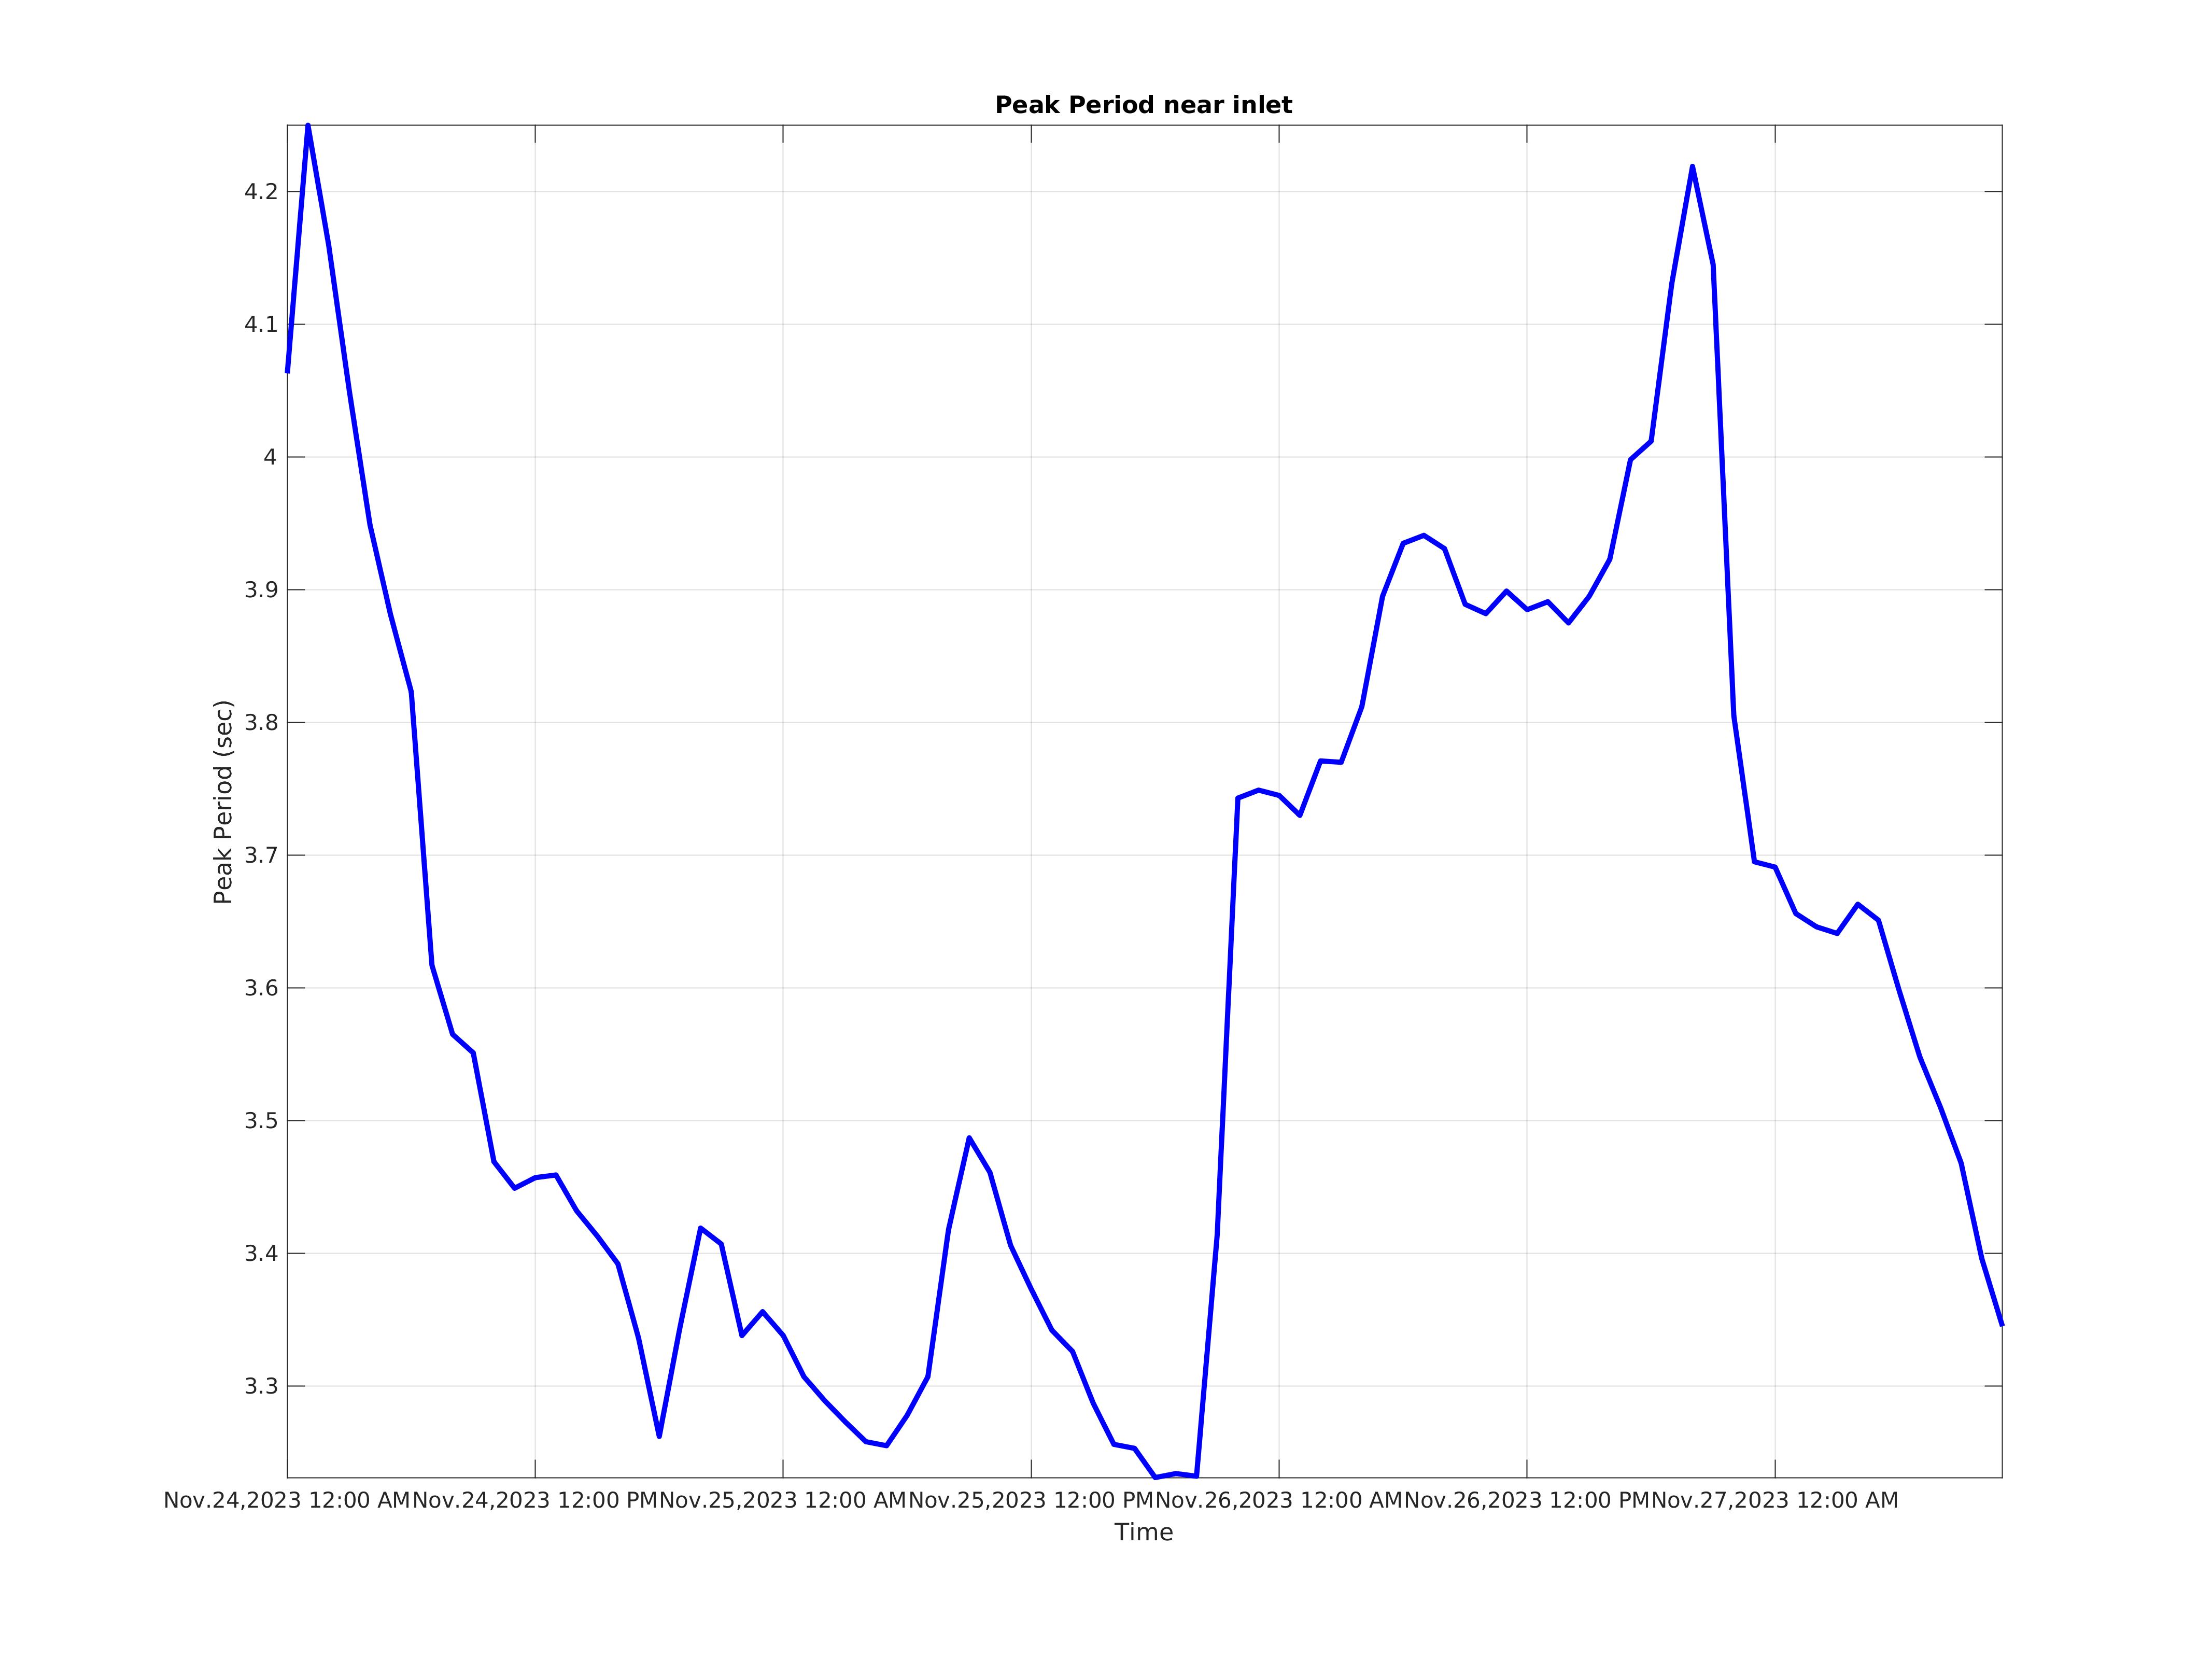 Peak Period near inlet
4.2
4.1
4
3.9
3.8
3.7
3.6
3.5
3.4
3.3
Peak Period (sec)
Nov.24,2023 12:00 AM Nov.24,2023 12:00 PM Nov.25,2023 12:00 AM Nov.25,2023 12:00 PM Nov.26,2023 12:00 AM Nov.26,2023 12:00 PM Nov.27,2023 12:00 AM
Time